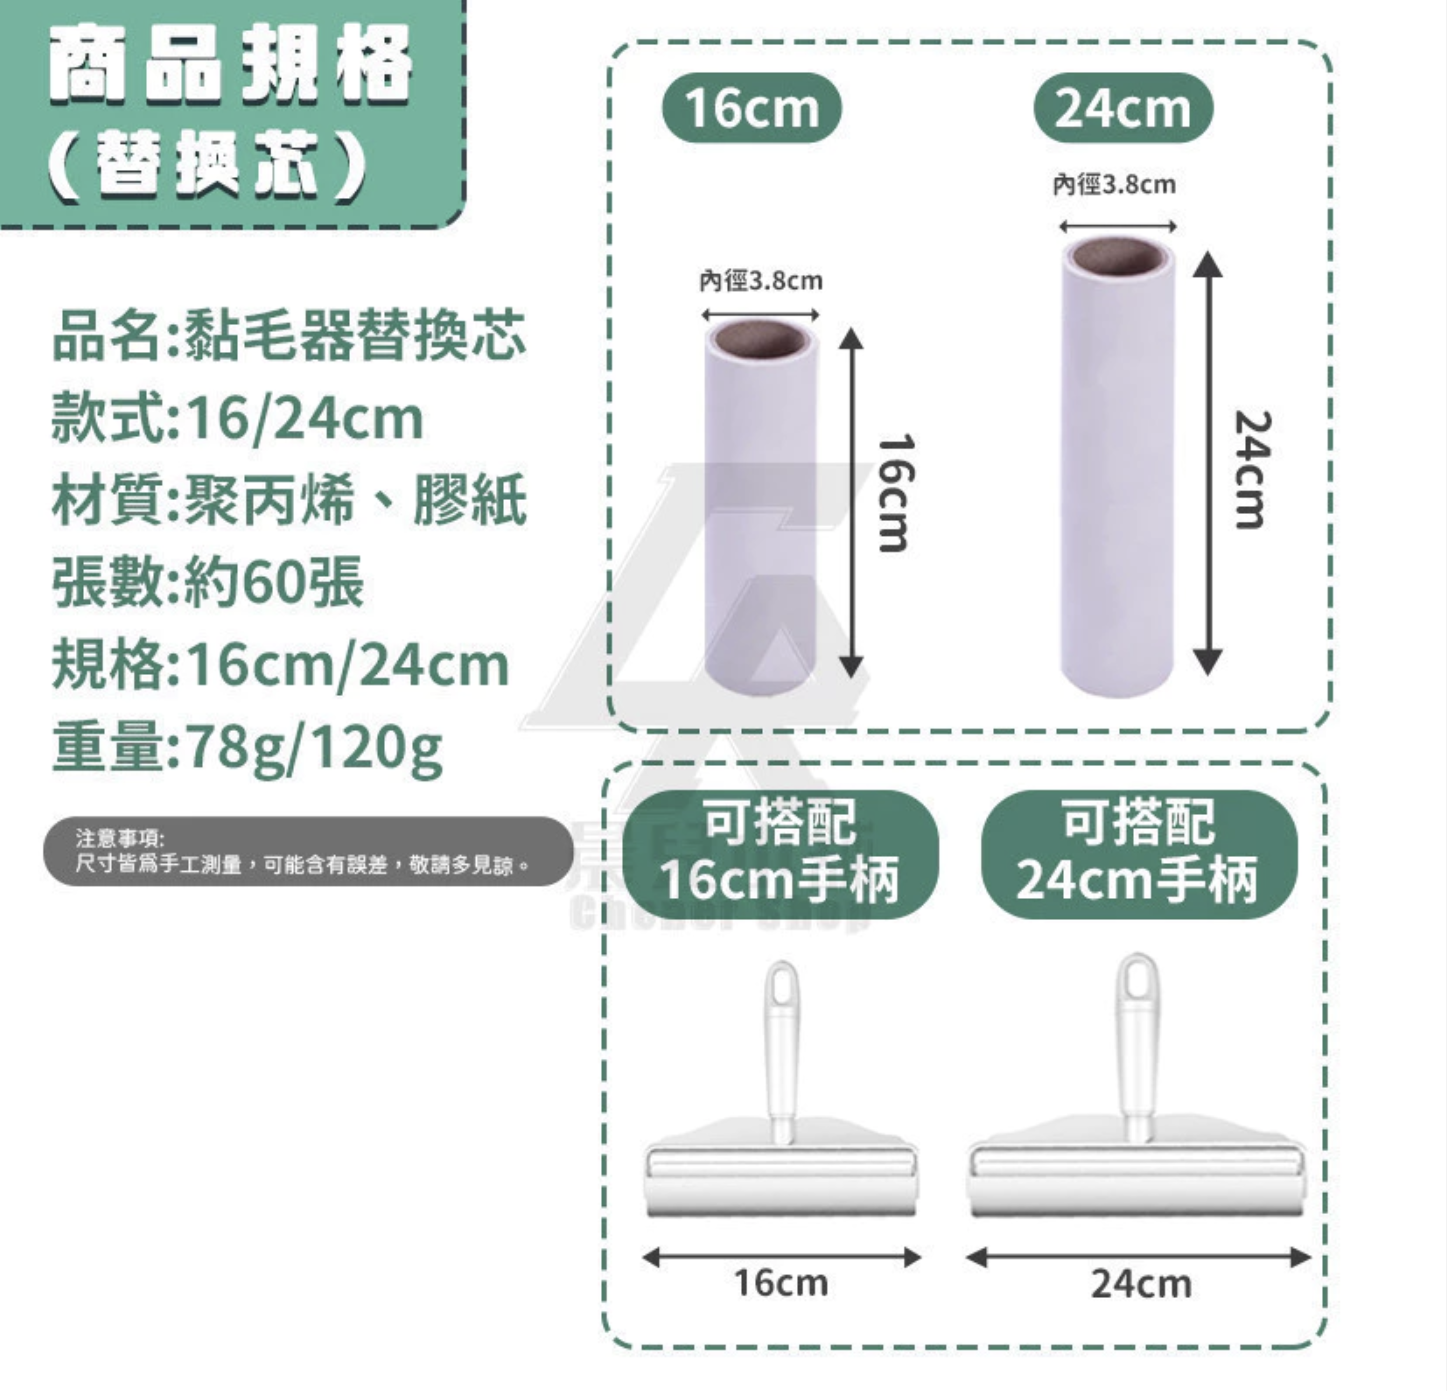 商品規格
(替換芯)
品名:黏毛器替換芯
款式:16/24cm
材質:聚丙烯、膠紙
張數:約60張
規格:16cm/24cm
重量:78g/120g
注意事項:
尺寸皆爲手工測量，可能含有誤差，敬請多見諒。
16cm
24cm
內徑3.8cm
內徑3.8cm
16cm
24cm
可搭配
16cm手柄
可搭配
24cm手柄
Chener Shop
16cm
24cm